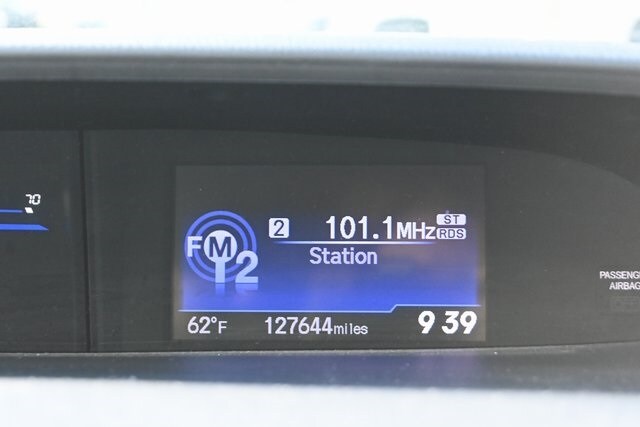 70
2 101.1MHz ST RDS
Station
FM 2
PASSENG
AIRBAG
62°F 127644miles 9 39